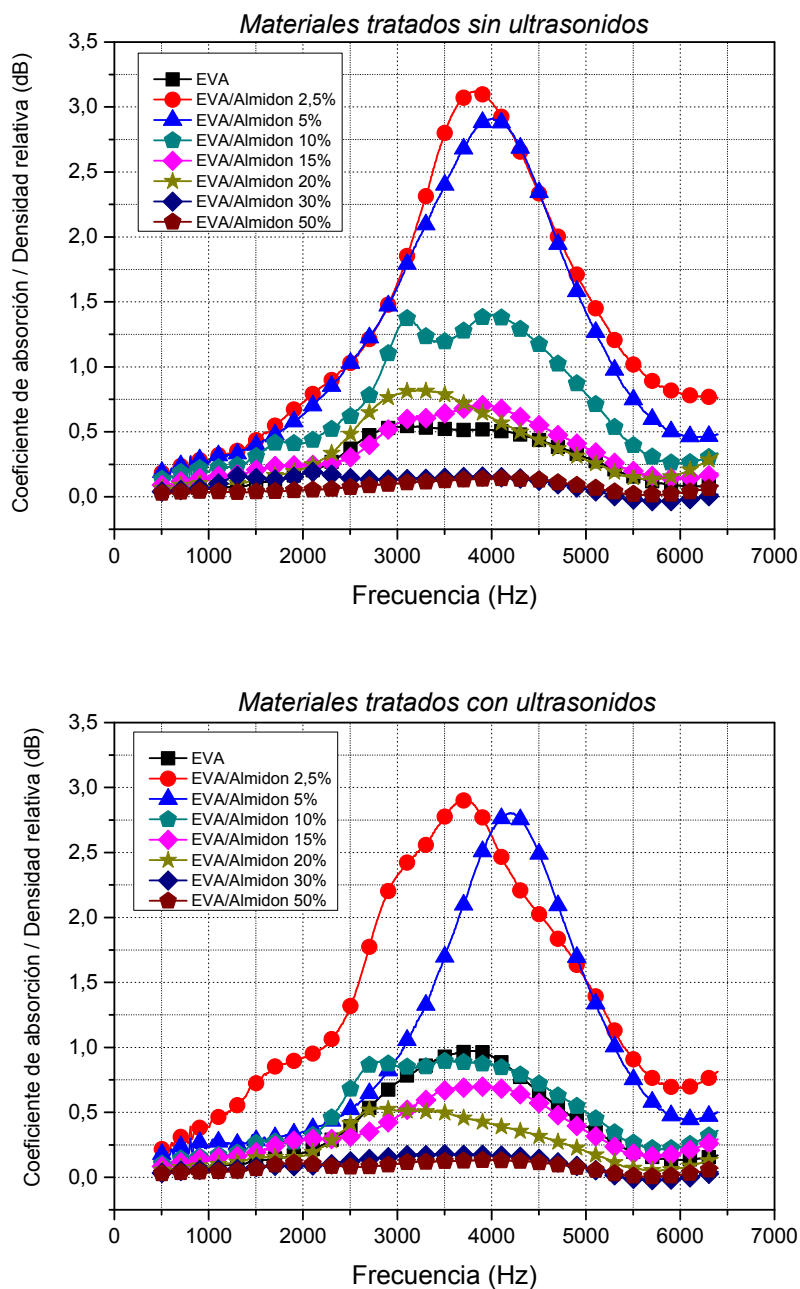 Materiales tratados sin ultrasonidos
Coeficiente de absorción / Densidad relativa (dB)
3,5
3,0
2,5
2,0
1,5
1,0
0,5
0,0
EVA
EVA/Almidon 2,5%
EVA/Almidon 5%
EVA/Almidon 10%
EVA/Almidon 15%
EVA/Almidon 20%
EVA/Almidon 30%
EVA/Almidon 50%
0 1000 2000 3000 4000 5000 6000 7000
Frecuencia (Hz)
Materiales tratados con ultrasonidos
Coeficiente de absorción / Densidad relativa (dB)
3,5
3,0
2,5
2,0
1,5
1,0
0,5
0,0
EVA
EVA/Almidon 2,5%
EVA/Almidon 5%
EVA/Almidon 10%
EVA/Almidon 15%
EVA/Almidon 20%
EVA/Almidon 30%
EVA/Almidon 50%
0 1000 2000 3000 4000 5000 6000 7000
Frecuencia (Hz)